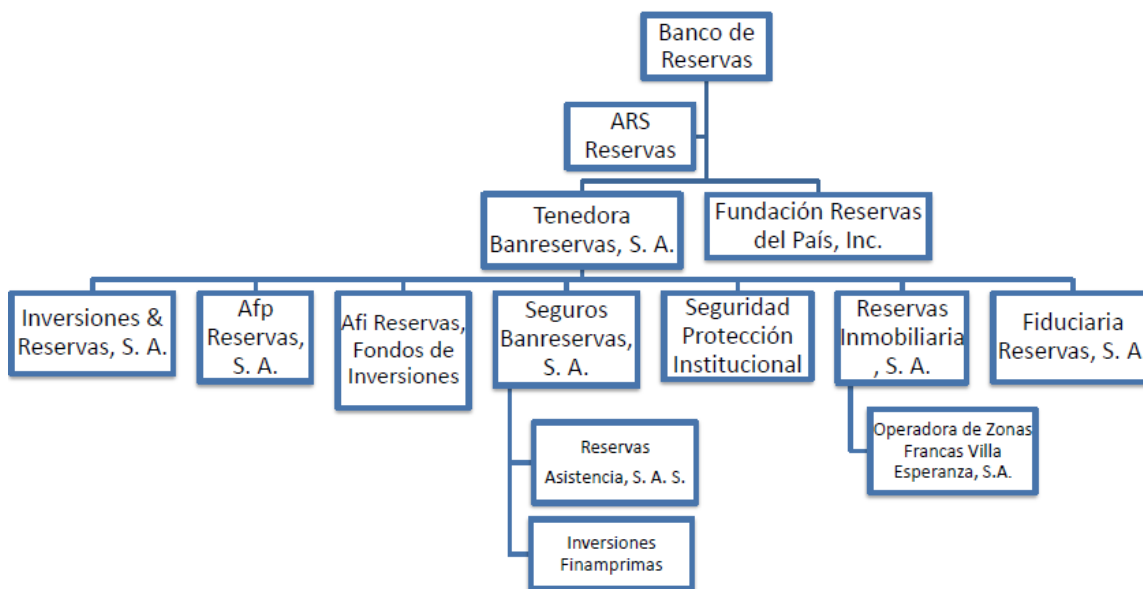 Banco de
Reservas
ARS
Reservas
Tenedora
Banreservas, S. A.
Fundación Reservas
del País, Inc.
Inversiones &
Reservas, S. A.
Afp
Reservas,
S. A.
Afi Reservas,
Fondos de
Inversiones
Seguros
Banreservas,
S. A.
Seguridad
Protección
Institucional
Reservas
Inmobiliaria
, S. A.
Fiduciaria
Reservas, S. A
Reservas
Asistencia, S. A. S.
Operadora de Zonas
Francas Villa
Esperanza, S.A.
Inversiones
Finamprimas